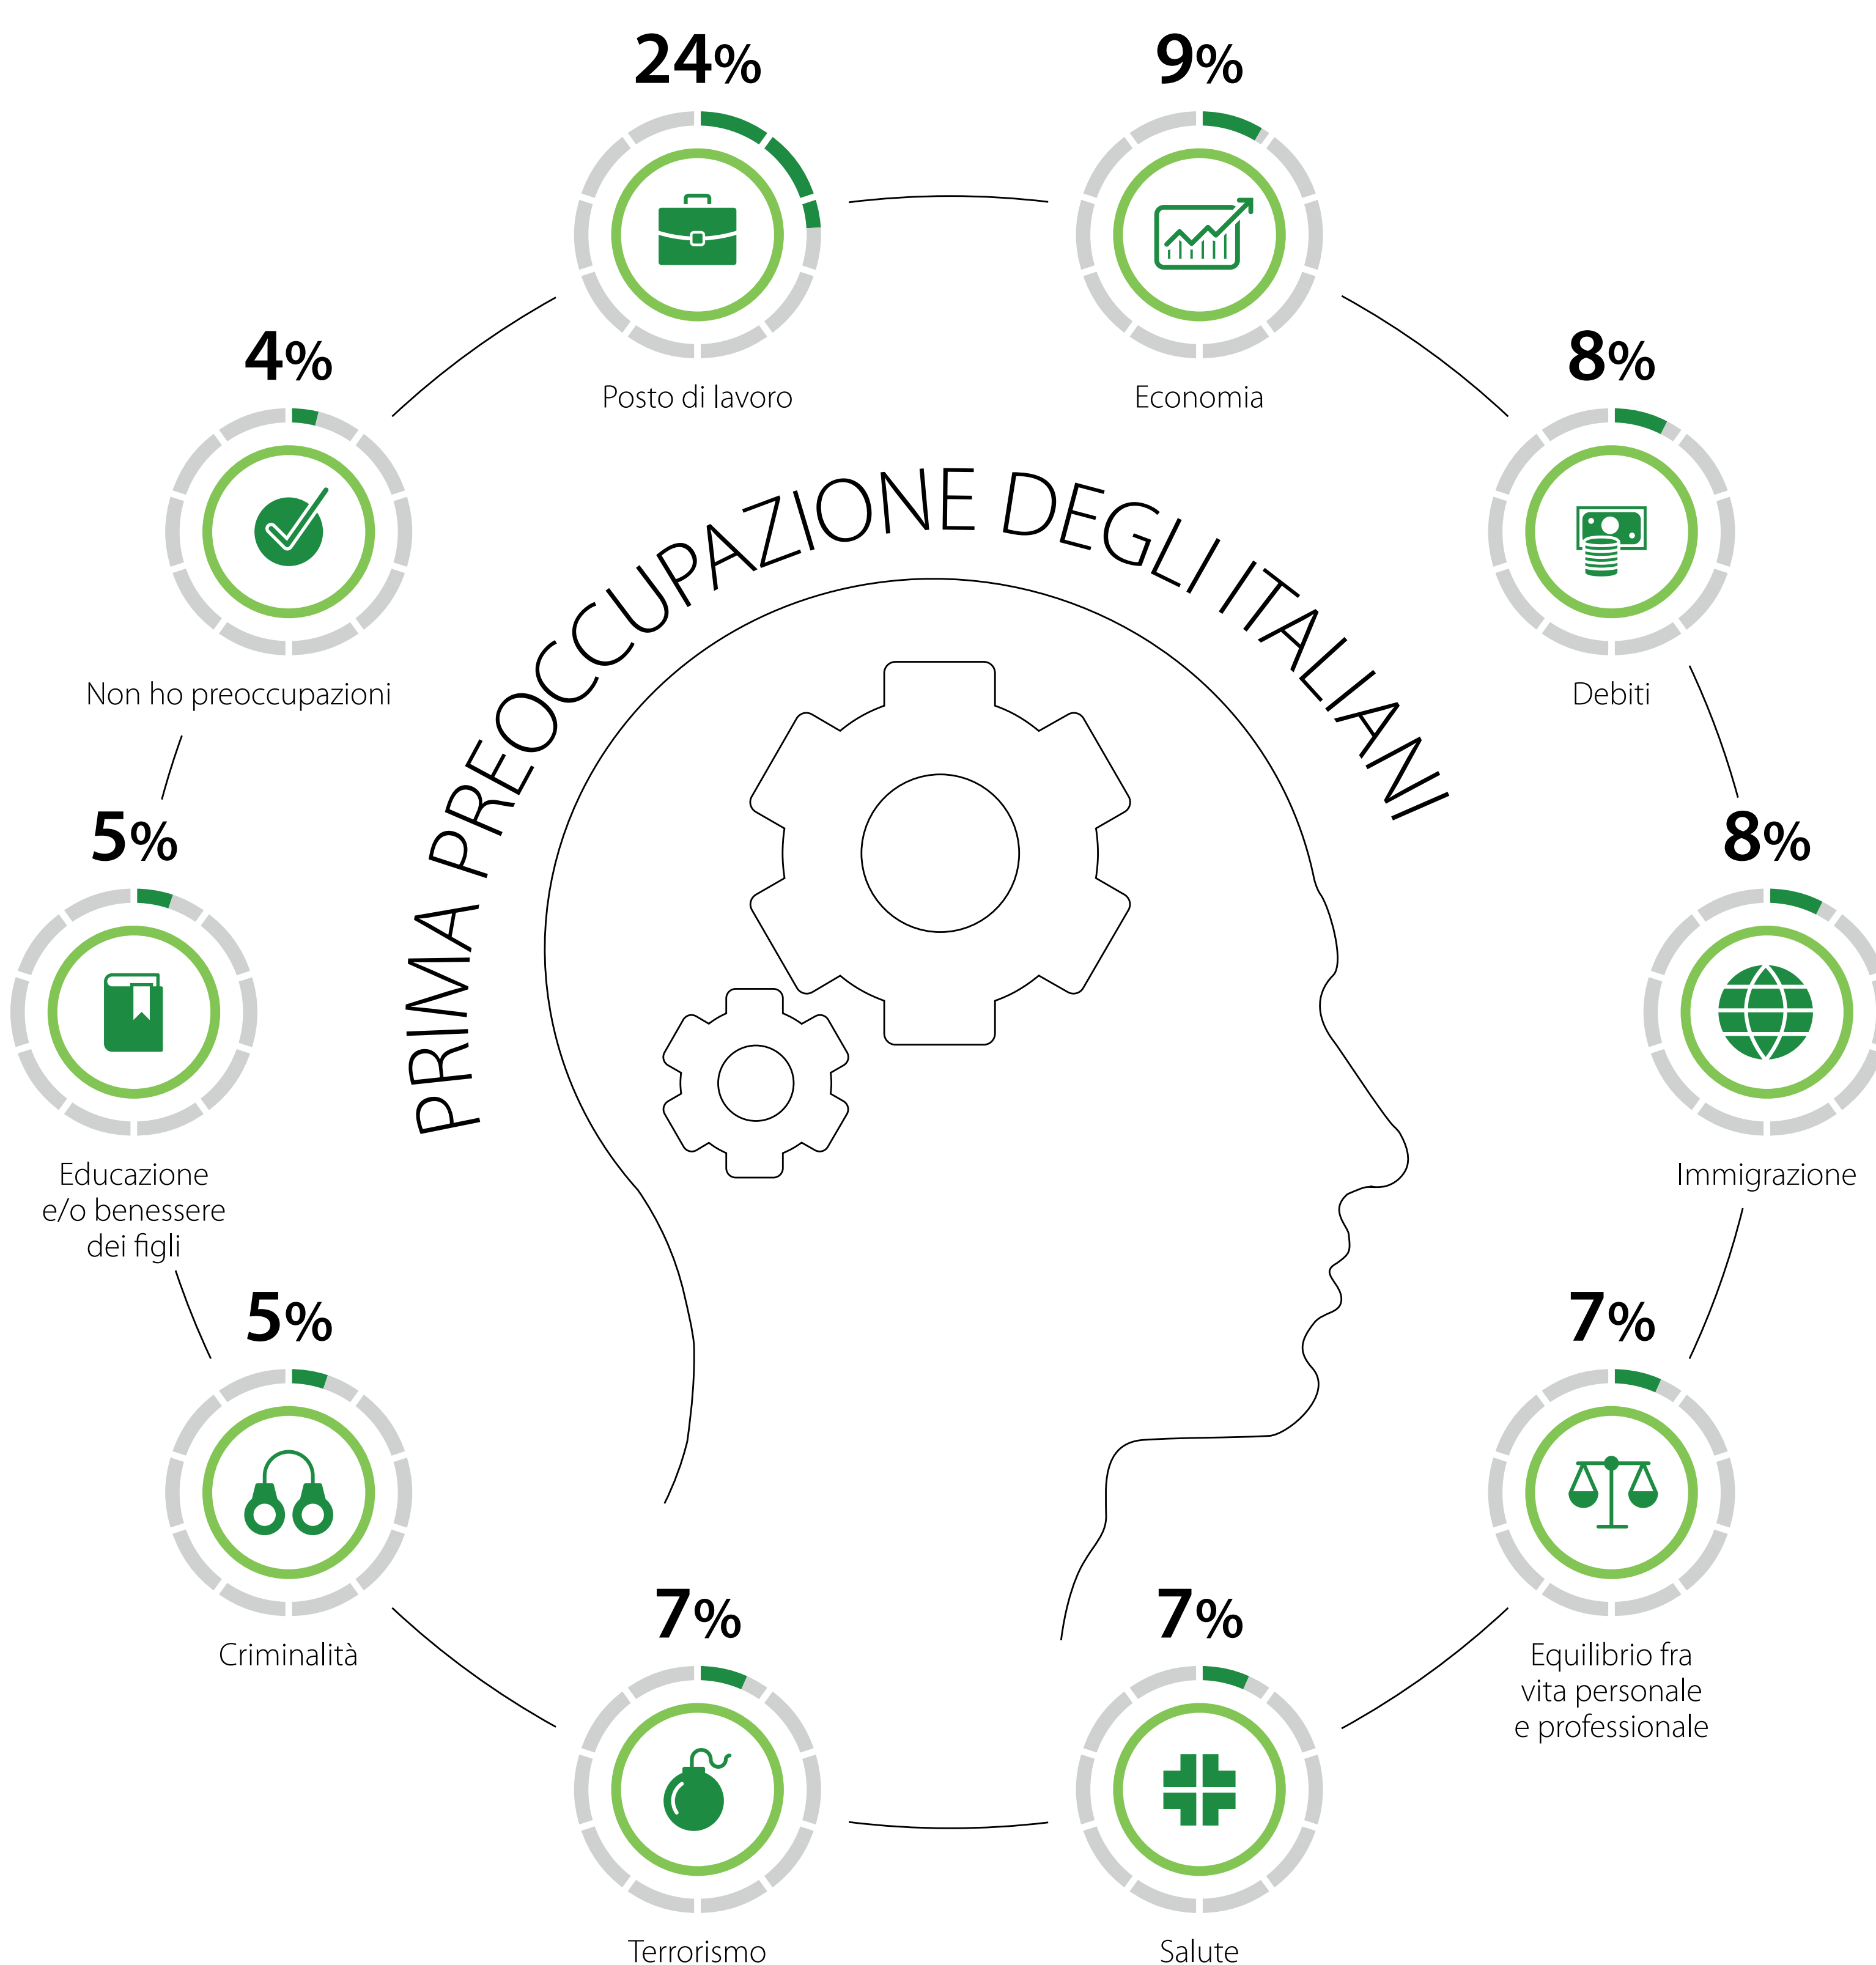 PRIMA PREOCCUPAZIONE DEGLI ITALIANI
24%
Posto di lavoro
9%
Economia
8%
Debiti
8%
Immigrazione
7%
Equilibrio fra
vita personale
e professionale
7%
Salute
7%
Terrorismo
5%
Criminalità
5%
Educazione
e/o benessere
dei figli
4%
Non ho preoccupazioni